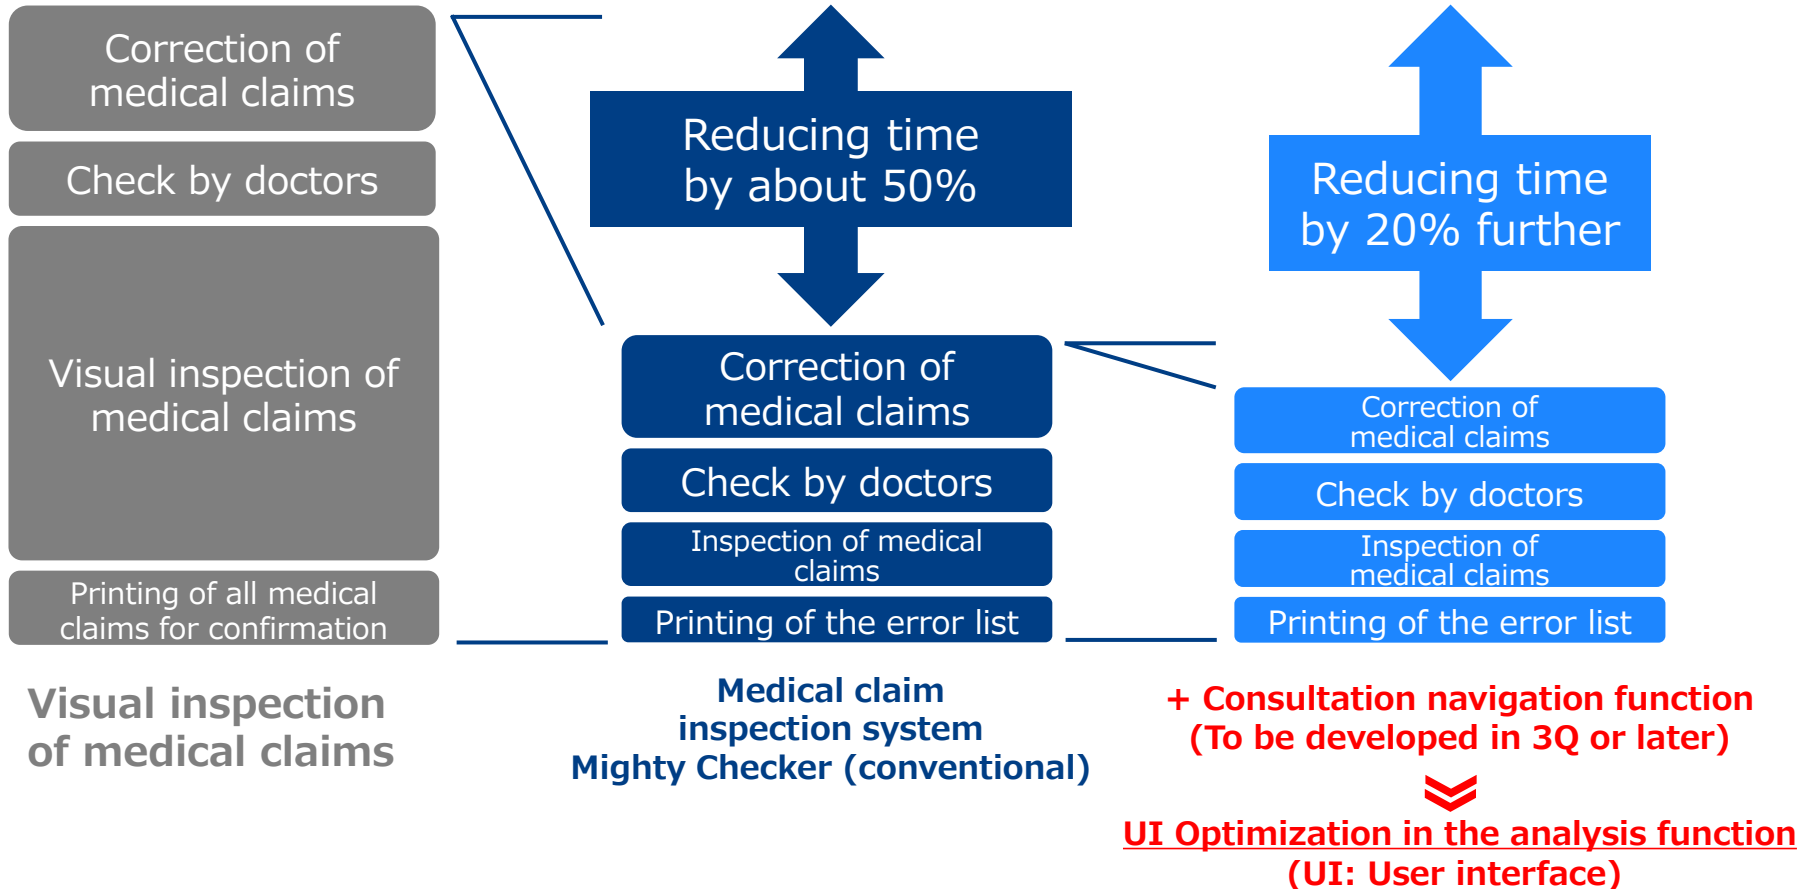 Correction of
medical claims
Check by doctors
Visual inspection of
medical claims
Printing of all medical
claims for confirmation
Visual inspection
of medical claims
Reducing time
by about 50%
Correction of
medical claims
Check by doctors
Inspection of medical
claims
Printing of the error list
Medical claim
inspection system
Mighty Checker (conventional)
Reducing time
by 20% further
Correction of
medical claims
Check by doctors
Inspection of
medical claims
Printing of the error list
+ Consultation navigation function
(To be developed in 3Q or later)
UI Optimization in the analysis function
(UI: User interface)